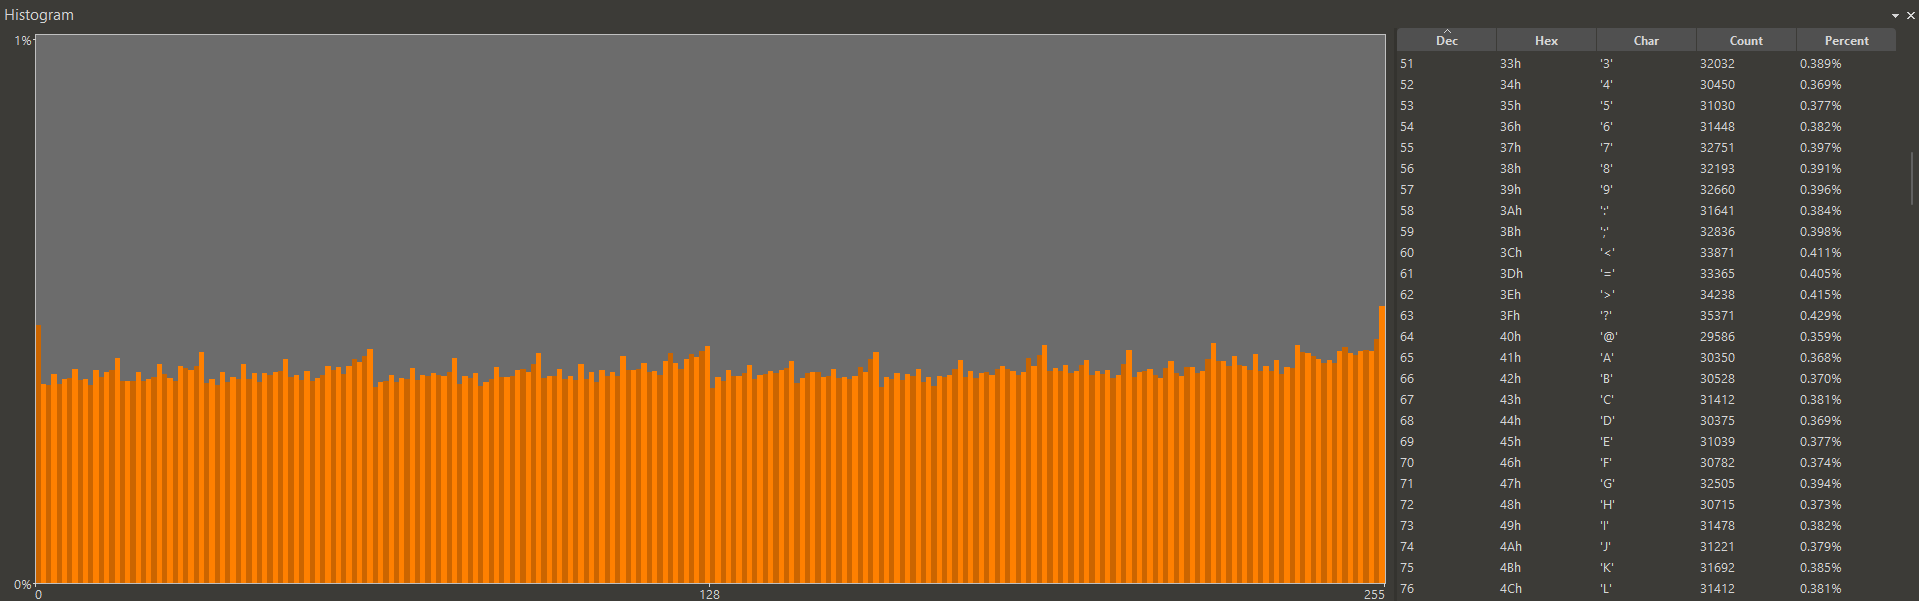 Histogram
1%
0%
0 128 255
Dec Hex Char Count Percent
51 33h '3' 32032 0.389%
52 34h '4' 30450 0.369%
53 35h '5' 31030 0.377%
54 36h '6' 31448 0.382%
55 37h '7' 32751 0.397%
56 38h '8' 32193 0.391%
57 39h '9' 32660 0.396%
58 3Ah ':' 31641 0.384%
59 3Bh ';' 32836 0.398%
60 3Ch '<' 33871 0.411%
61 3Dh '=' 33365 0.405%
62 3Eh '>' 34238 0.415%
63 3Fh '?' 35371 0.429%
64 40h '@' 29586 0.359%
65 41h 'A' 30350 0.368%
66 42h 'B' 30528 0.370%
67 43h 'C' 31412 0.381%
68 44h 'D' 30375 0.369%
69 45h 'E' 31039 0.377%
70 46h 'F' 30782 0.374%
71 47h 'G' 32505 0.394%
72 48h 'H' 30715 0.373%
73 49h 'I' 31478 0.382%
74 4Ah 'J' 31221 0.379%
75 4Bh 'K' 31692 0.385%
76 4Ch 'L' 31412 0.381%